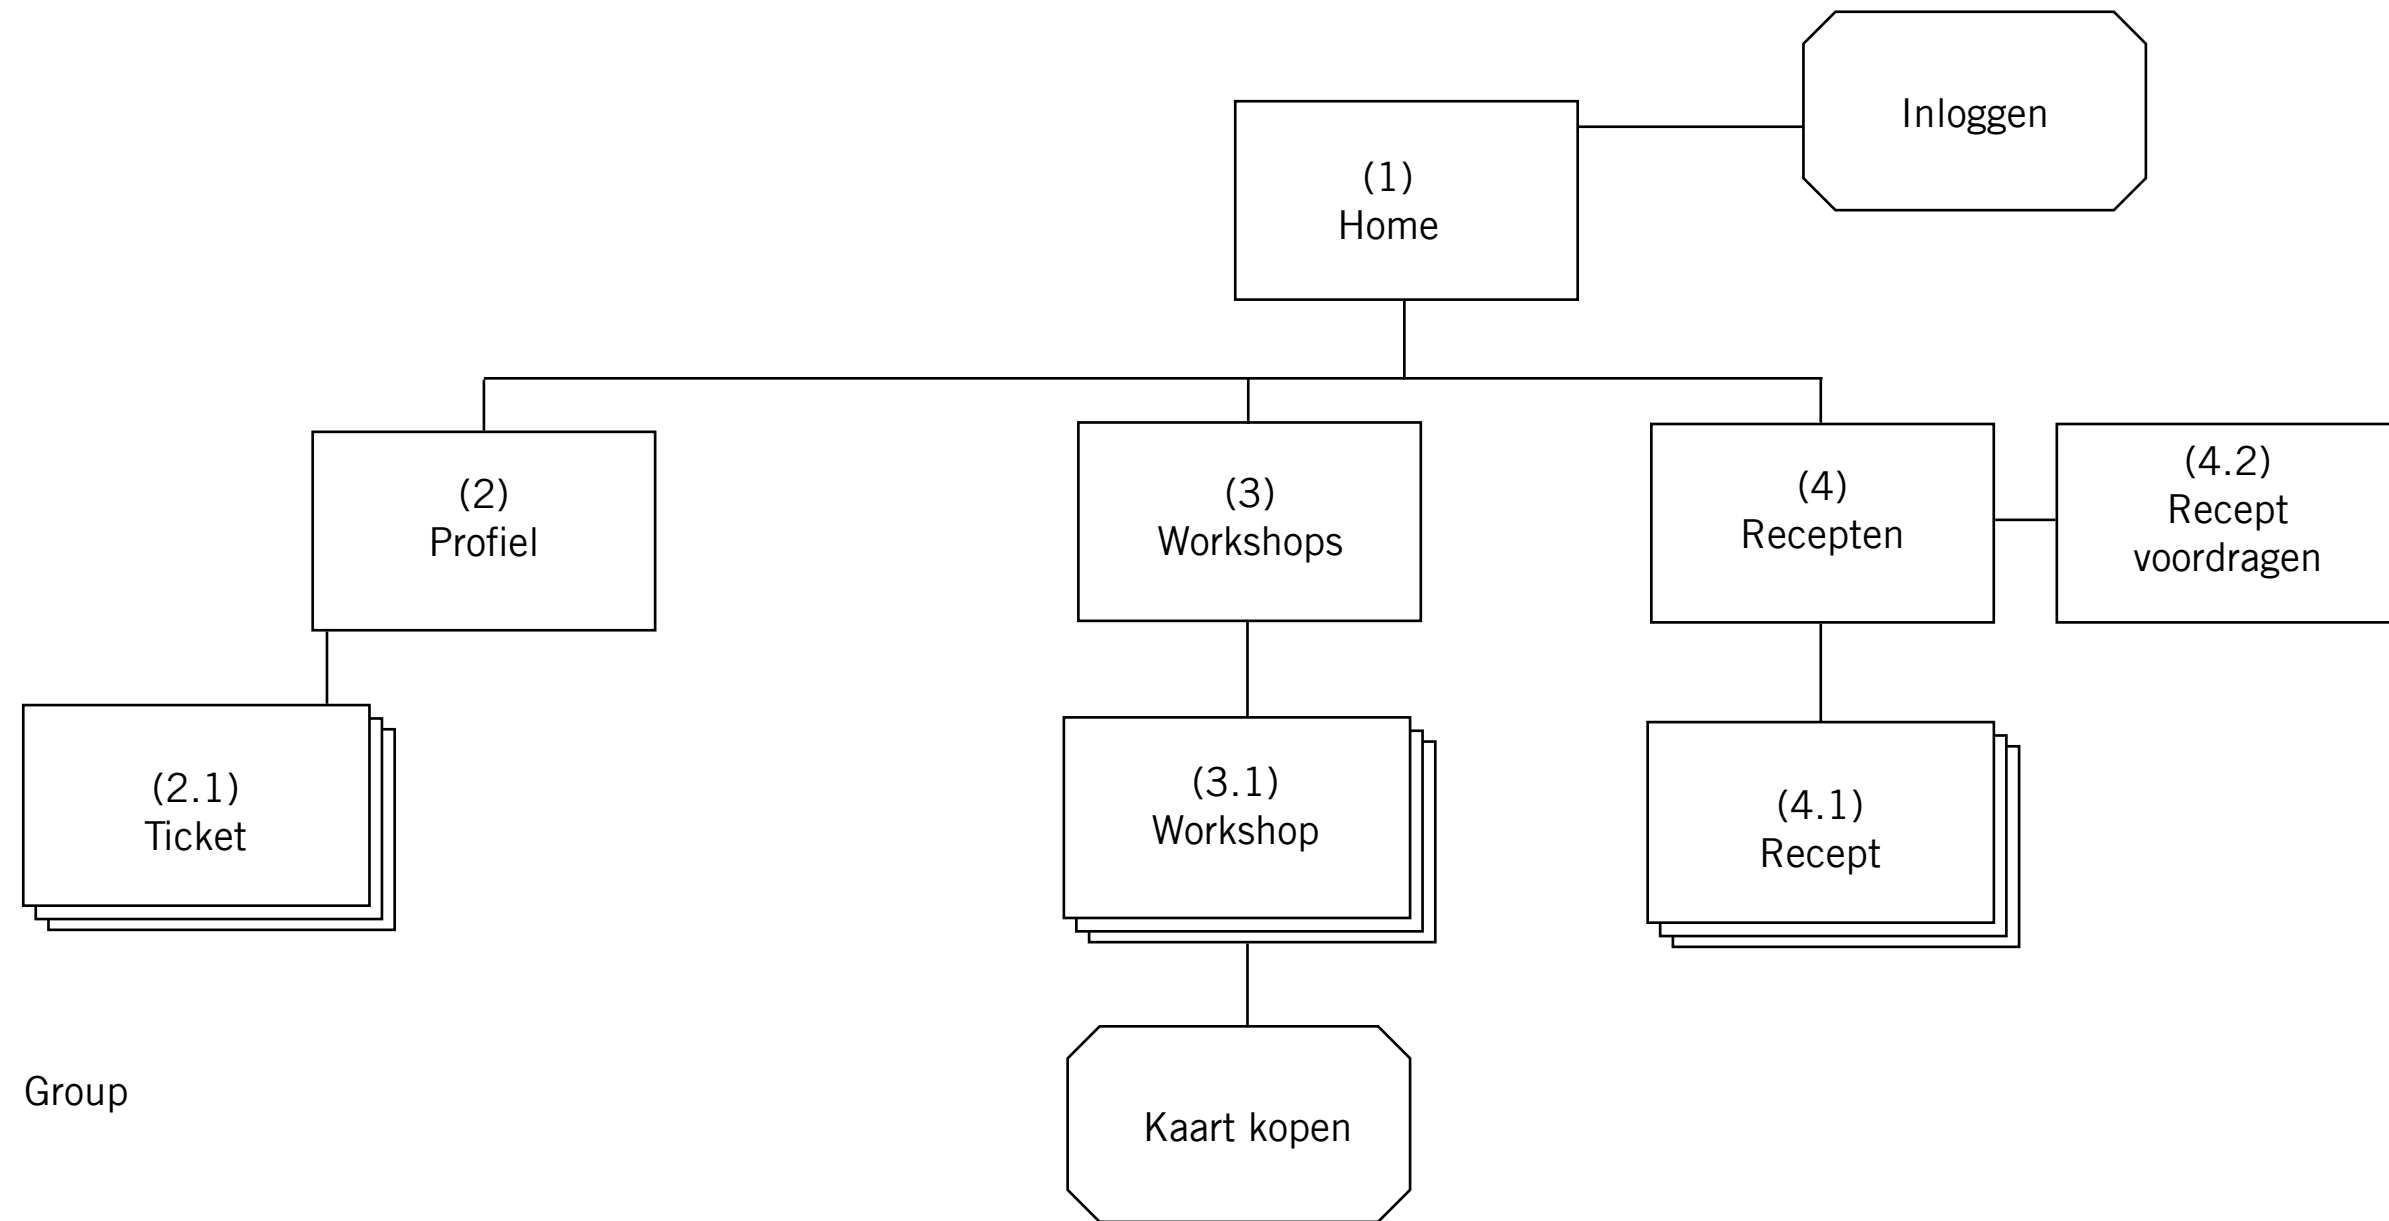 Inloggen
(1)
Home
(2)
Profiel
(3)
Workshops
(4)
Recepten
(4.2)
Recept
voordragen
(2.1)
Ticket
(3.1)
Workshop
(4.1)
Recept
Group
Kaart kopen